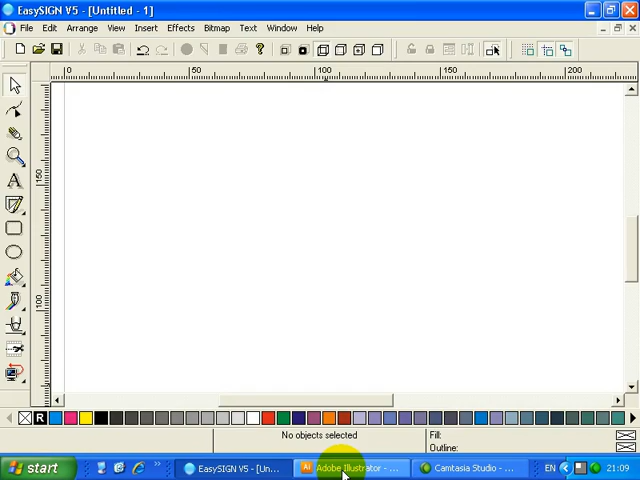 EasySIGN V5 - [Untitled - 1]
File Edit Arrange View Insert Effects Bitmap Text Window Help
0 50 100 150 200
150
100
R
No objects selected
Fill:
Outline:
start
EasySIGN V5 - [Un...
Adobe Illustrator - ...
Camtasia Studio - ...
EN
21:09